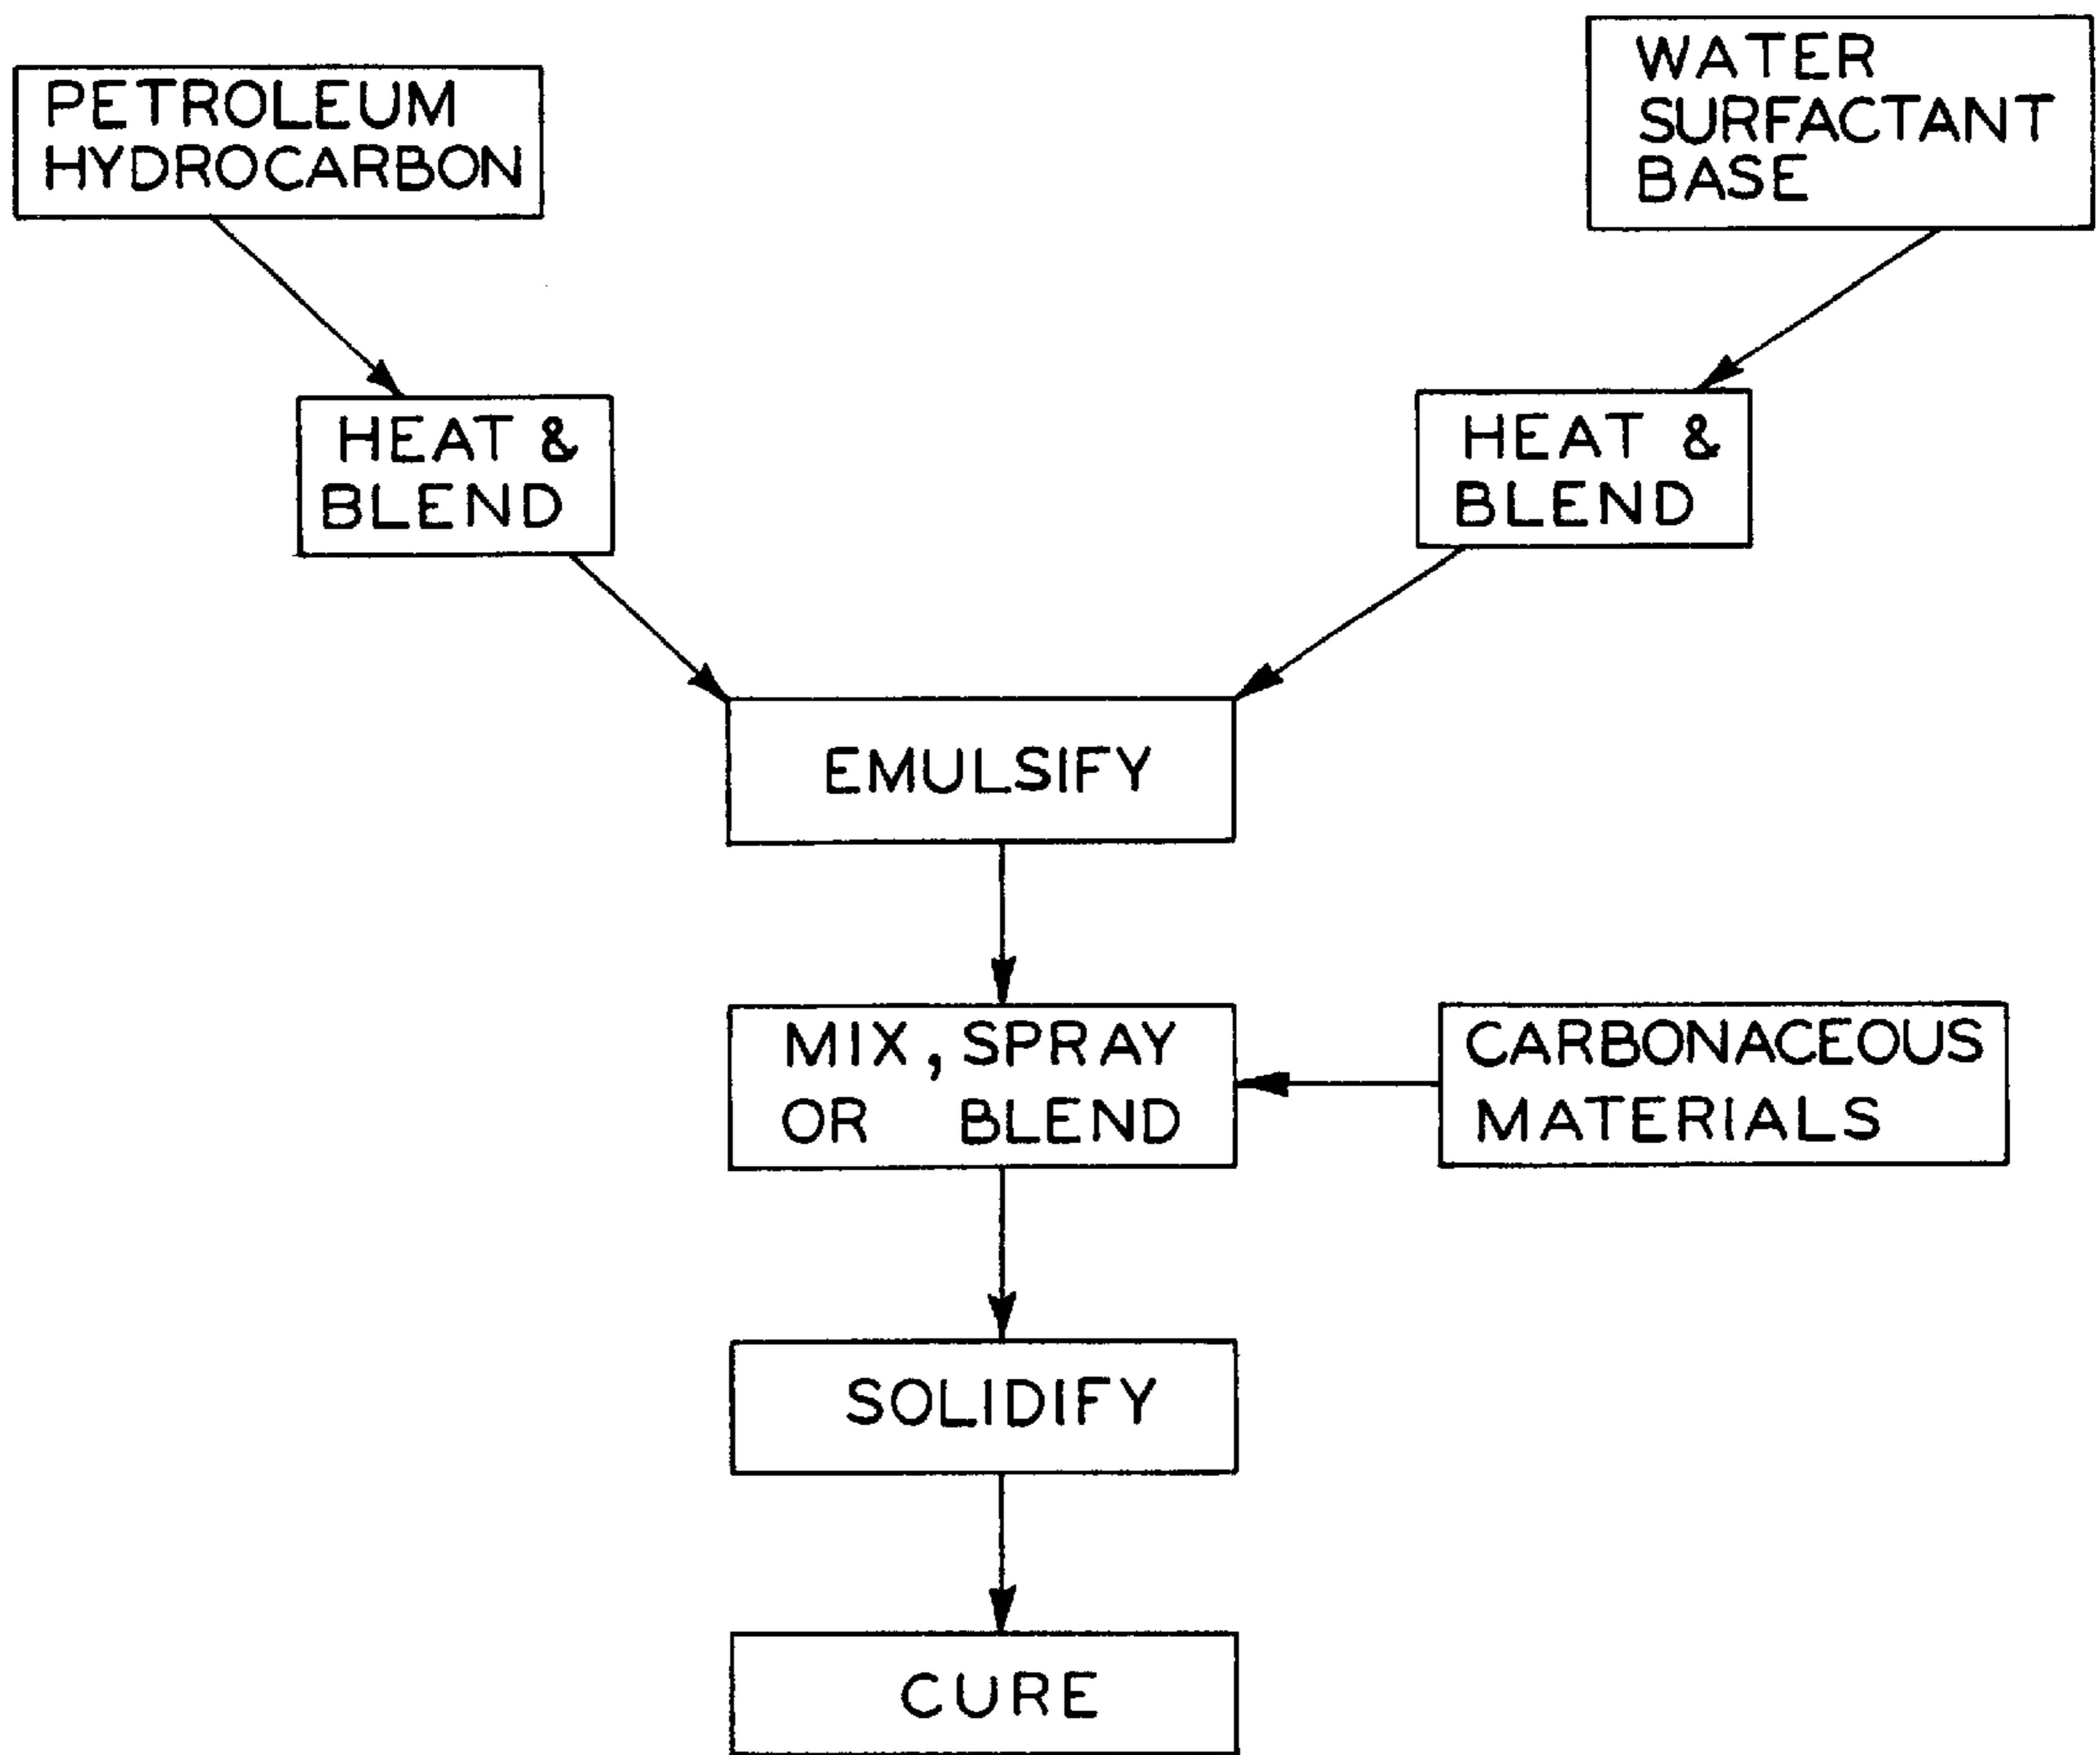 PETROLEUM
HYDROCARBON
WATER
SURFACTANT
BASE
HEAT &
BLEND
HEAT &
BLEND
EMULSIFY
MIX, SPRAY
OR BLEND
CARBONACEOUS
MATERIALS
SOLIDIFY
CURE